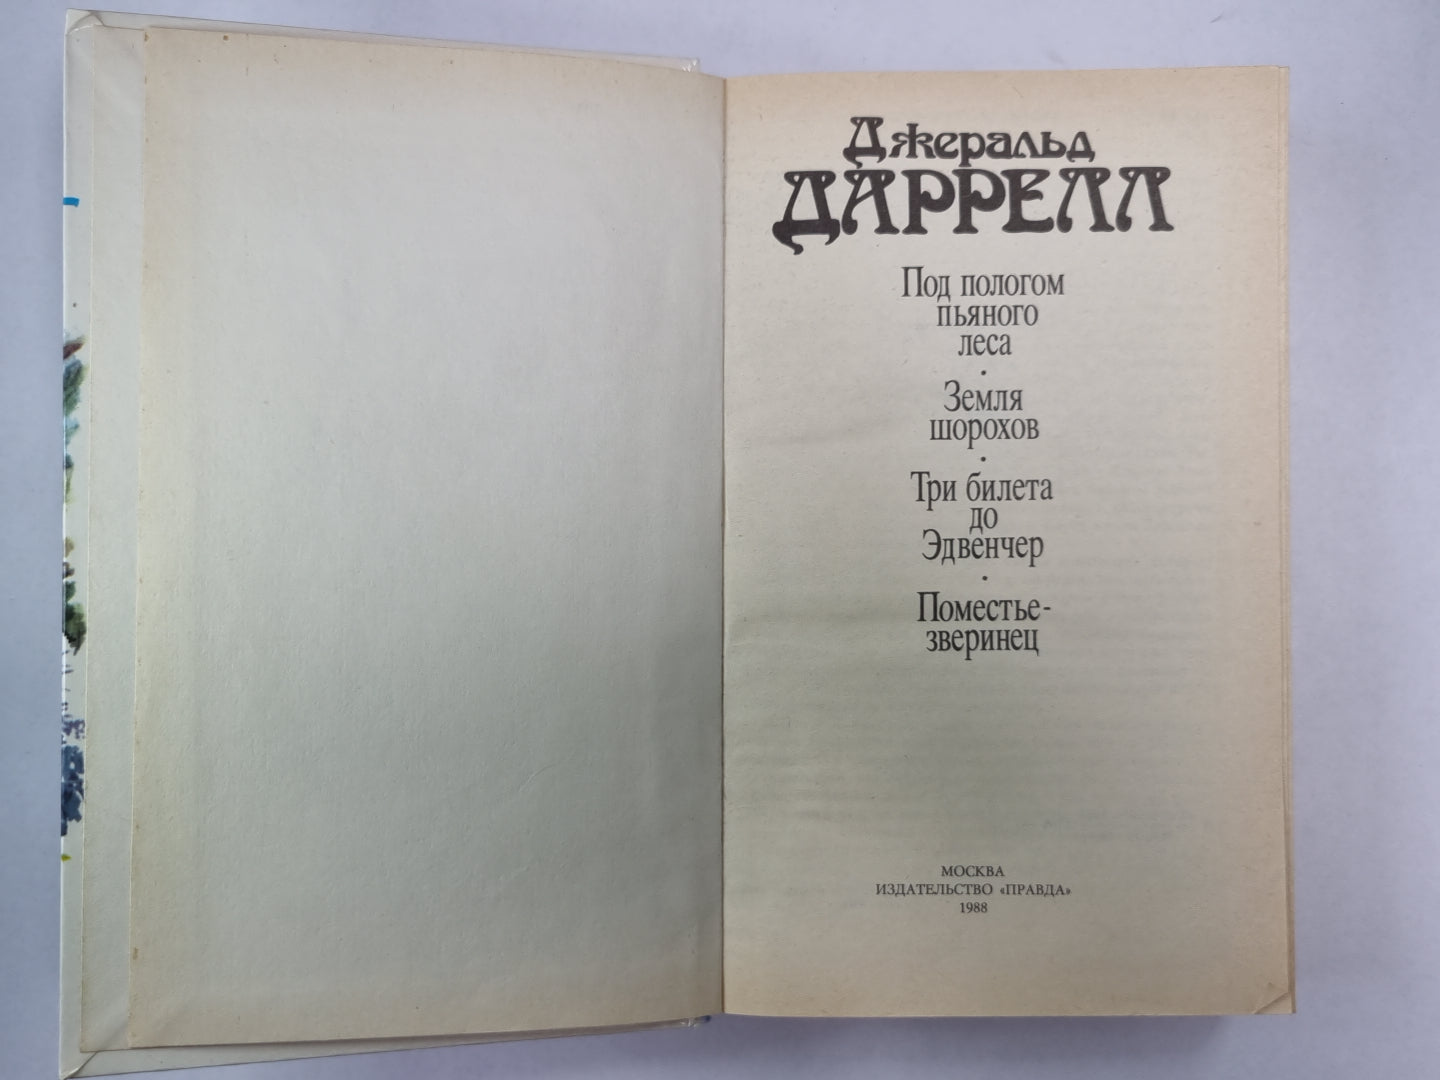 Джеральд
ДАРРЕЛЛ
Под пологом
пьяного
леса
•
Земля
шорохов
•
Три билета
до
Эдвенчер
•
Поместье-
зверинец
МОСКВА
ИЗДАТЕЛЬСТВО «ПРАВДА»
1988